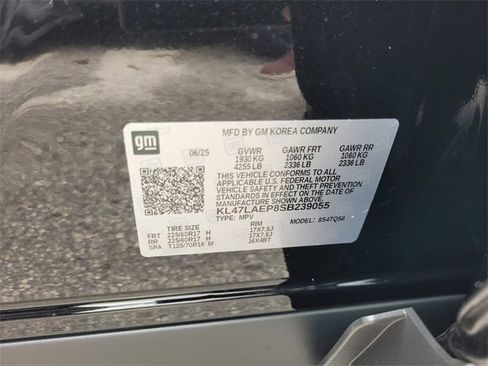 gm
MFD BY GM KOREA COMPANY
06/25 GVWR GAWR FRT GAWR RR
1930 KG 1060 KG 1060 KG
4255 LB 2336 LB 2336 LB
THIS VEHICLE CONFORMS TO ALL
APPLICABLE U.S. FEDERAL MOTOR
VEHICLE SAFETY AND THEFT PREVENTION
STANDARDS IN EFFECT ON THE DATE OF
MANUFACTURE SHOWN ABOVE.
KL47LAEP8SB239055
TYPE: MPV MODEL: 854TQ58
TIRE SIZE RIM
FRT 225/60R17 H 17X7.5J
RR 225/60R17 H 17X7.5J
SPA T125/70R16 M 16X4BT